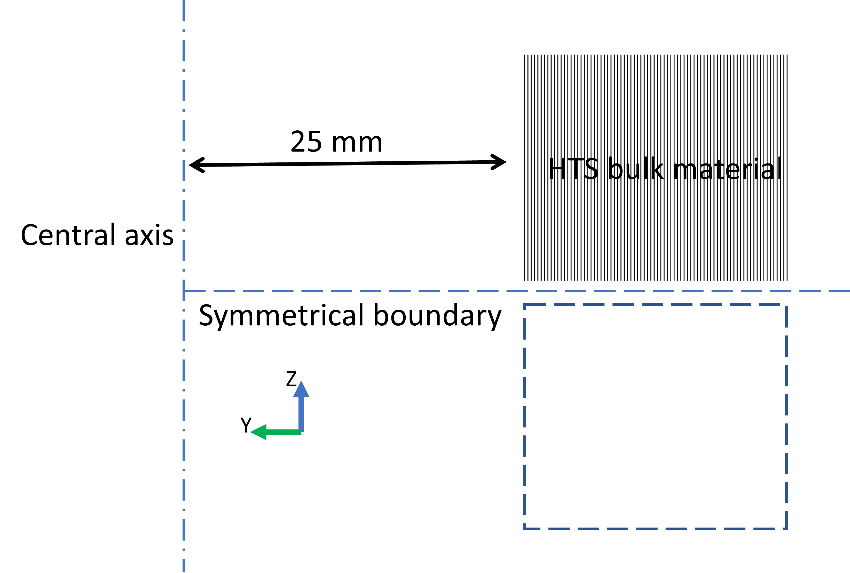 25 mm
HTS bulk material
Central axis
Symmetrical boundary
Z
Y